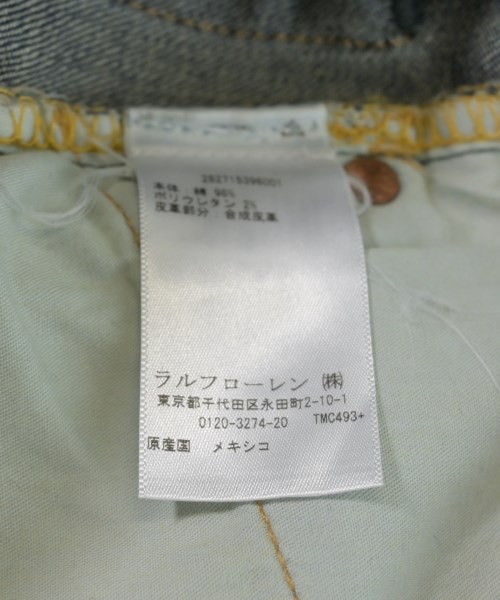 282715396001
本体：綿 98%
ポリウレタン 2%
皮革部分：合成皮革
ラルフローレン ㈱
東京都千代田区永田町2-10-1
0120-3274-20 TMC493+
原産国 メキシコ